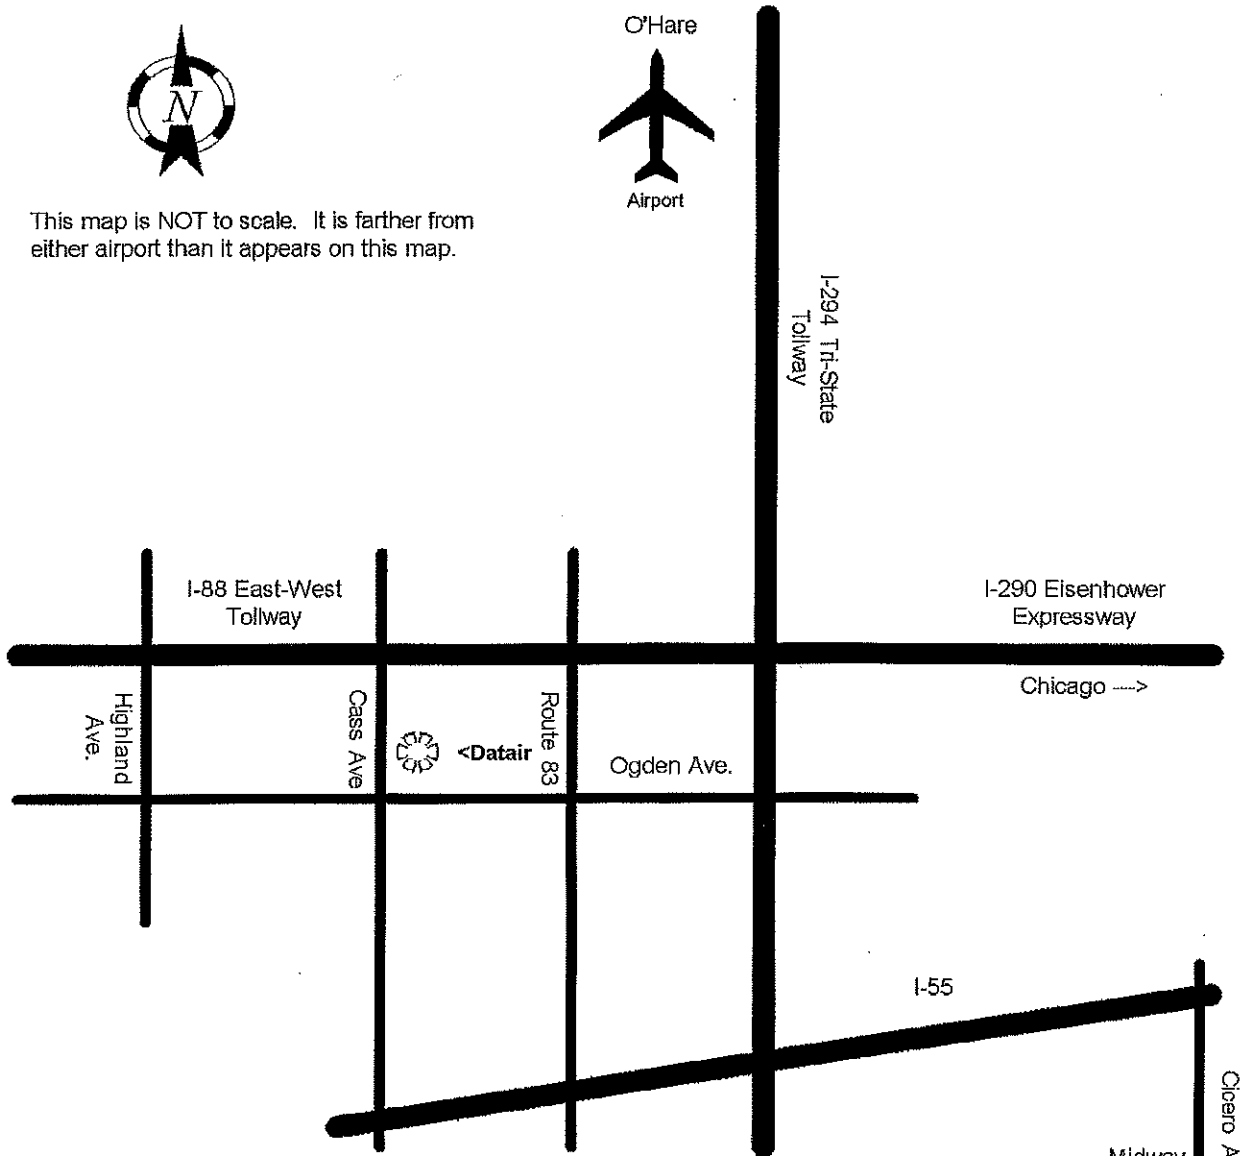 O'Hare
N
Airport
This map is NOT to scale. It is farther from
either airport than it appears on this map.
I-294 Tri-State
Tollway
I-88 East-West
Tollway
I-290 Eisenhower
Expressway
Chicago ---->
Highland
Ave.
Cass Ave
<Datair
Route 83
Ogden Ave.
I-55
Cicero A
Midway